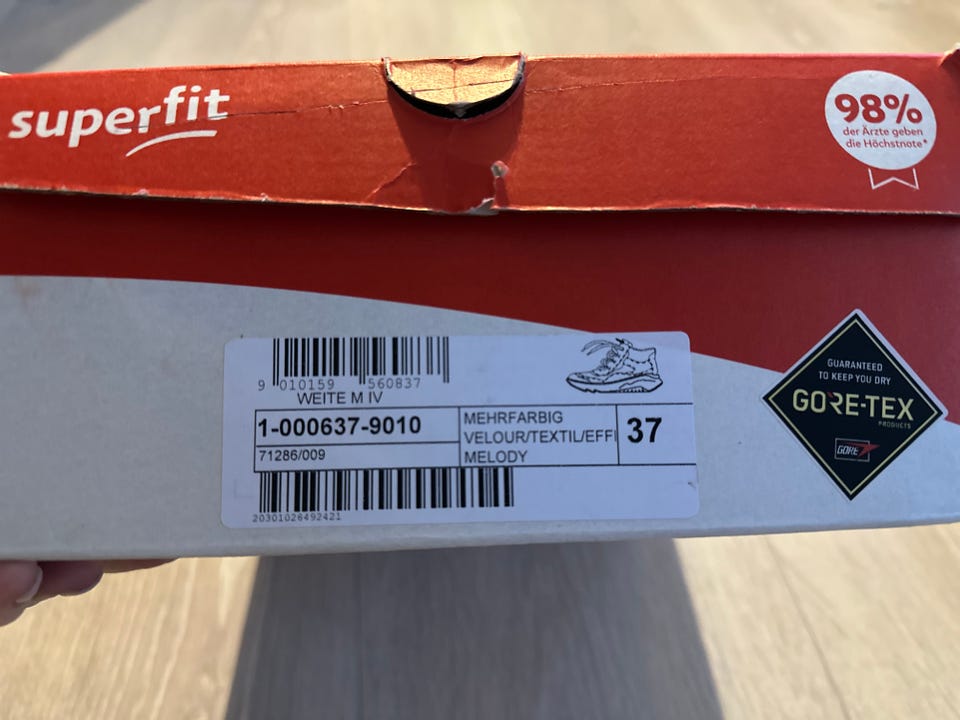 superfit
98%
der Ärzte geben
die Höchstnote*
GUARANTEED
TO KEEP YOU DRY
GORE-TEX
PRODUCTS
GORE
9 010159 560837
WEITE M IV
1-000637-9010
71286/009
MEHRFARBIG
VELOUR/TEXTIL/EFFI
MELODY
37
20301026492421